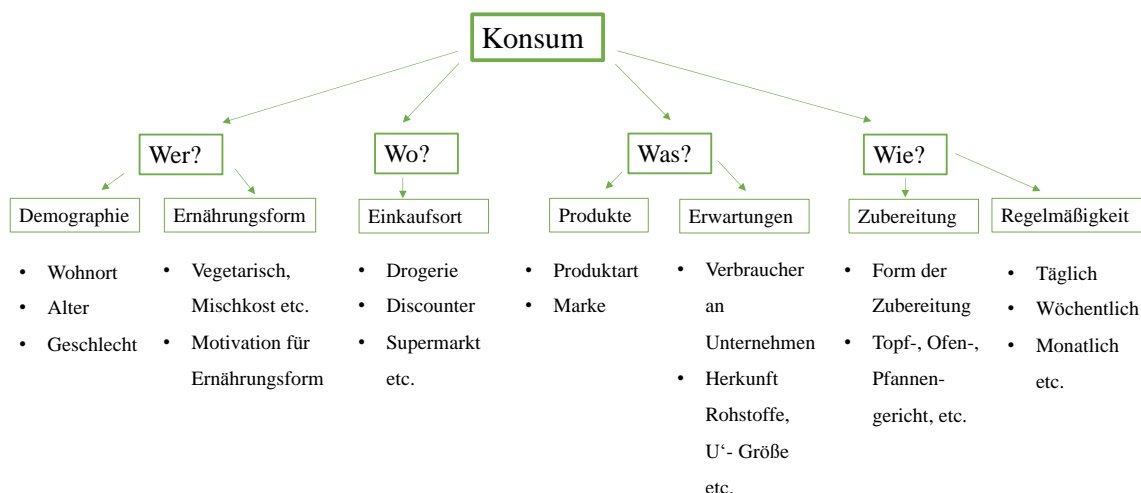 Konsum
Wer?
Wo?
Was?
Wie?
Demographie
Ernährungsform
Einkaufsort
Produkte
Erwartungen
Zubereitung
Regelmäßigkeit
• Wohnort
• Alter
• Geschlecht
• Vegetarisch,
Mischkost etc.
• Motivation für
Ernährungsform
• Drogerie
• Discounter
• Supermarkt
etc.
• Produktart
• Marke
• Verbraucher
an
Unternehmen
• Herkunft
Rohstoffe,
U‘- Größe
etc.
• Form der
Zubereitung
• Topf-, Ofen-,
Pfannen-
gericht, etc.
• Täglich
• Wöchentlich
• Monatlich
etc.